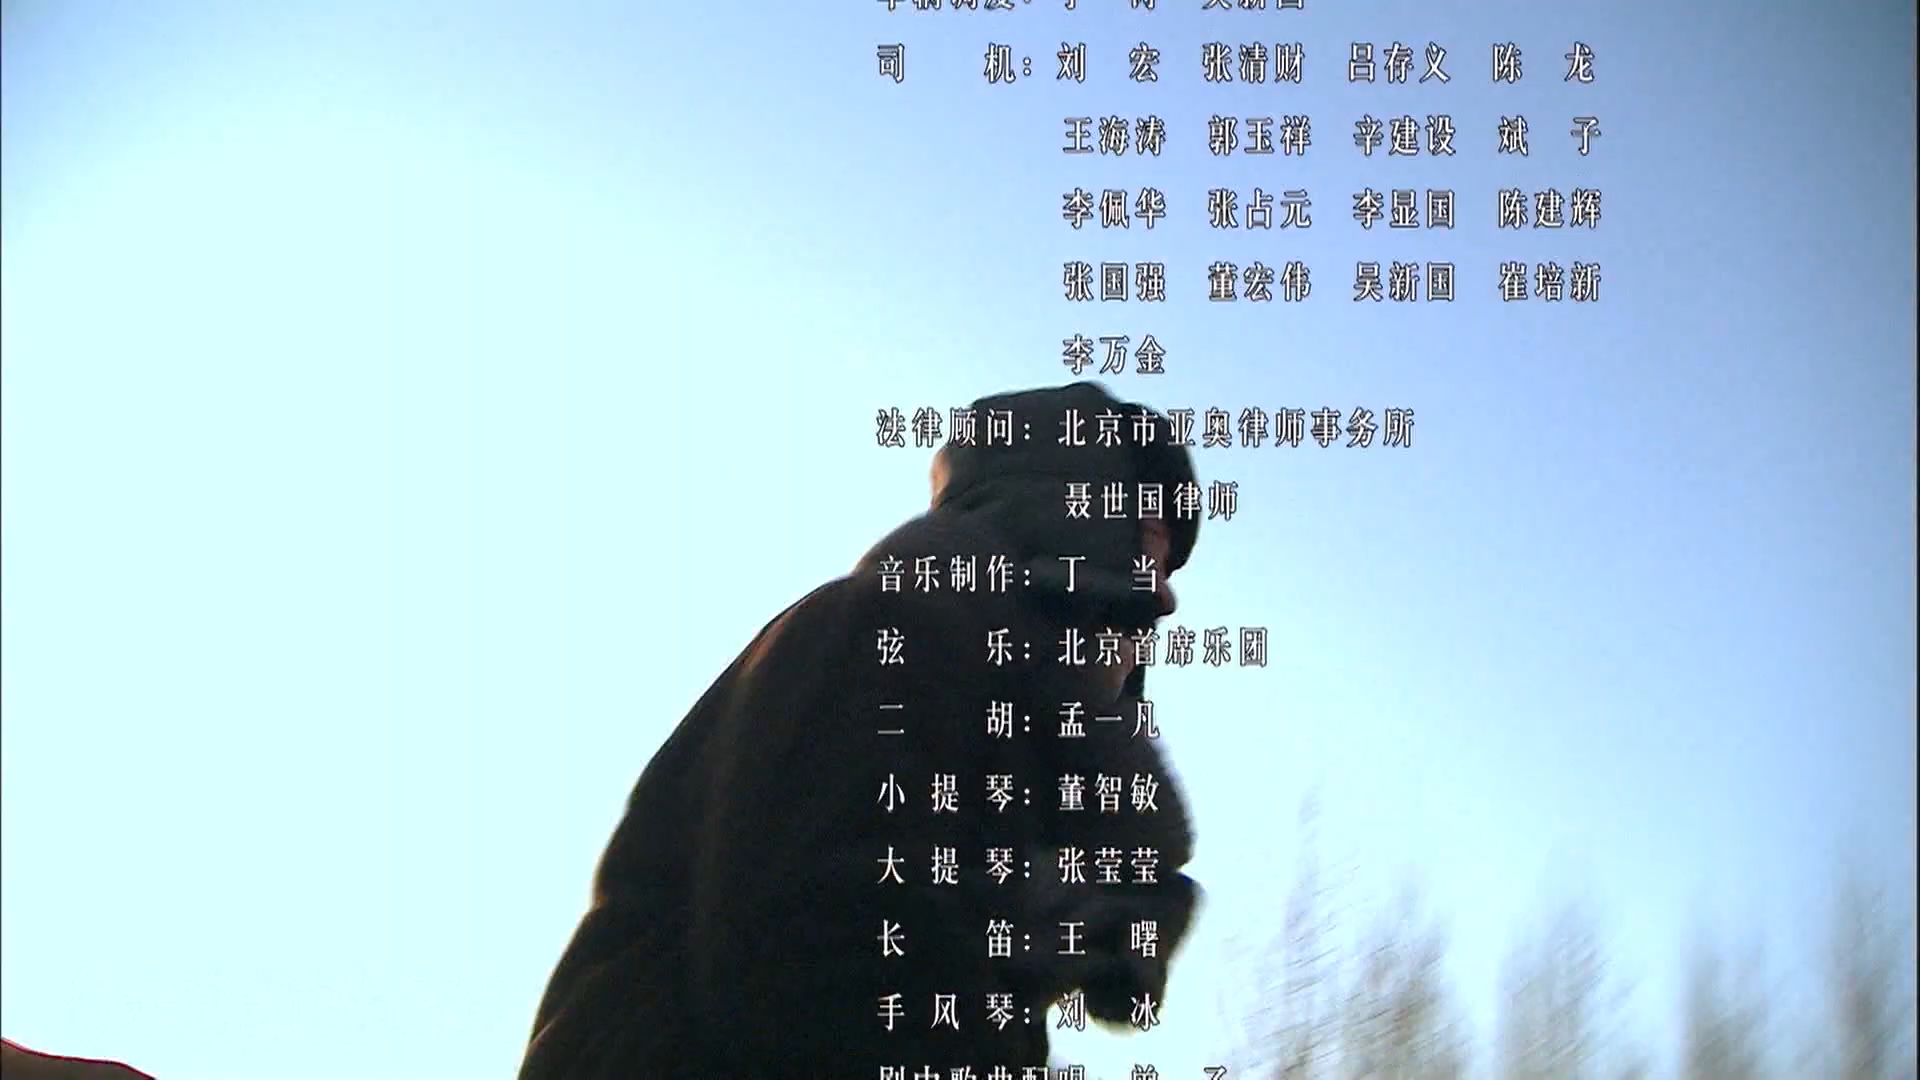 司 机：刘 宏 张清财 吕存义 陈 龙
王海涛 郭玉祥 辛建设 斌 子
李佩华 张占元 李显国 陈建辉
张国强 董宏伟 吴新国 崔培新
李万金
法律顾问：北京市亚奥律师事务所
聂世国律师
音乐制作：丁 当
弦 乐：北京首席乐团
二 胡：孟一凡
小提琴：董智敏
大提琴：张莹莹
长 笛：王 曙
手风琴：刘 冰